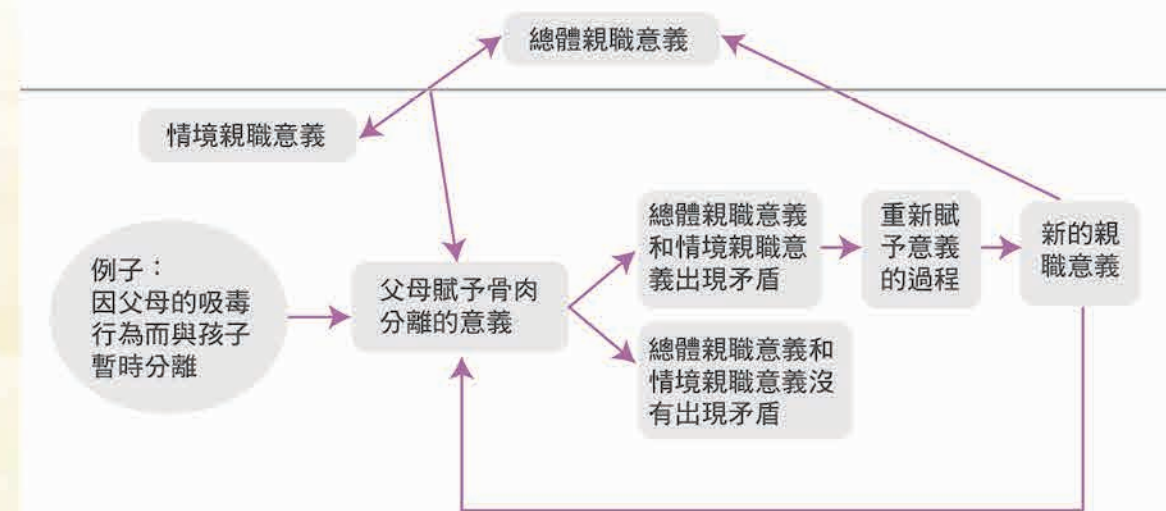 總體親職意義
情境親職意義
例子：
因父母的吸毒
行為而與孩子
暫時分離
父母賦予骨肉
分離的意義
總體親職意義
和情境親職意
義出現矛盾
重新賦
予意義
的過程
新的親
職意義
總體親職意義和
情境親職意義沒
有出現矛盾